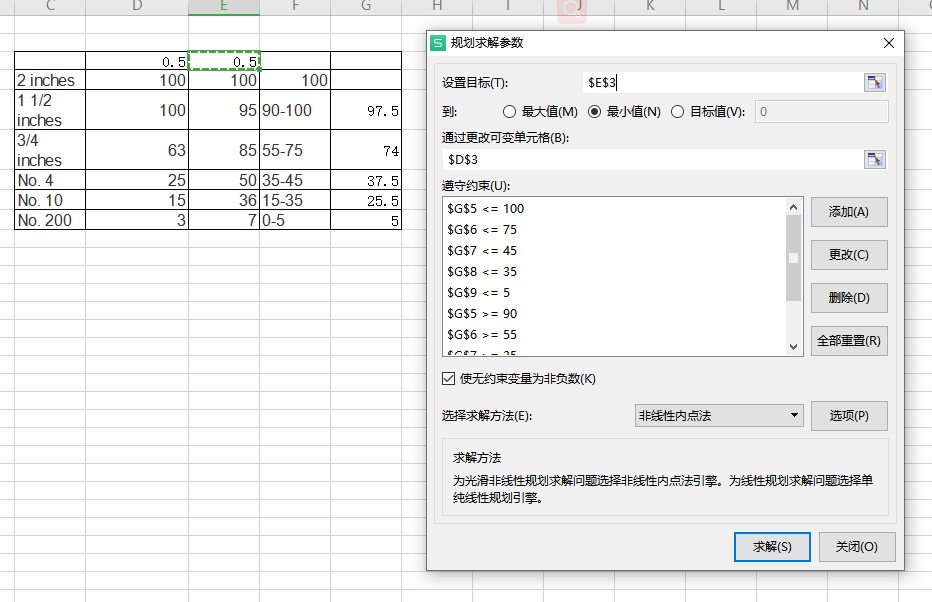 C D E F G H I J K L M N
0.5 0.5
2 inches 100 100 100
1 1/2
inches 100 95 90-100 97.5
3/4
inches 63 85 55-75 74
No. 4 25 50 35-45 37.5
No. 10 15 36 15-35 25.5
No. 200 3 7 0-5 5
S 规划求解参数
设置目标(T): $E$3
到: 最大值(M) 最小值(N) 目标值(V): 0
通过更改可变单元格(B):
$D$3
遵守约束(U):
$G$5 <= 100
$G$6 <= 75
$G$7 <= 45
$G$8 <= 35
$G$9 <= 5
$G$5 >= 90
$G$6 >= 55
$G$7 >= 35
添加(A)
更改(C)
删除(D)
全部重置(R)
使无约束变量为非负数(K)
选择求解方法(E): 非线性内点法 选项(P)
求解方法
为光滑非线性规划求解问题选择非线性内点法引擎。为线性规划求解问题选择单
纯线性规划引擎。
求解(S) 关闭(O)